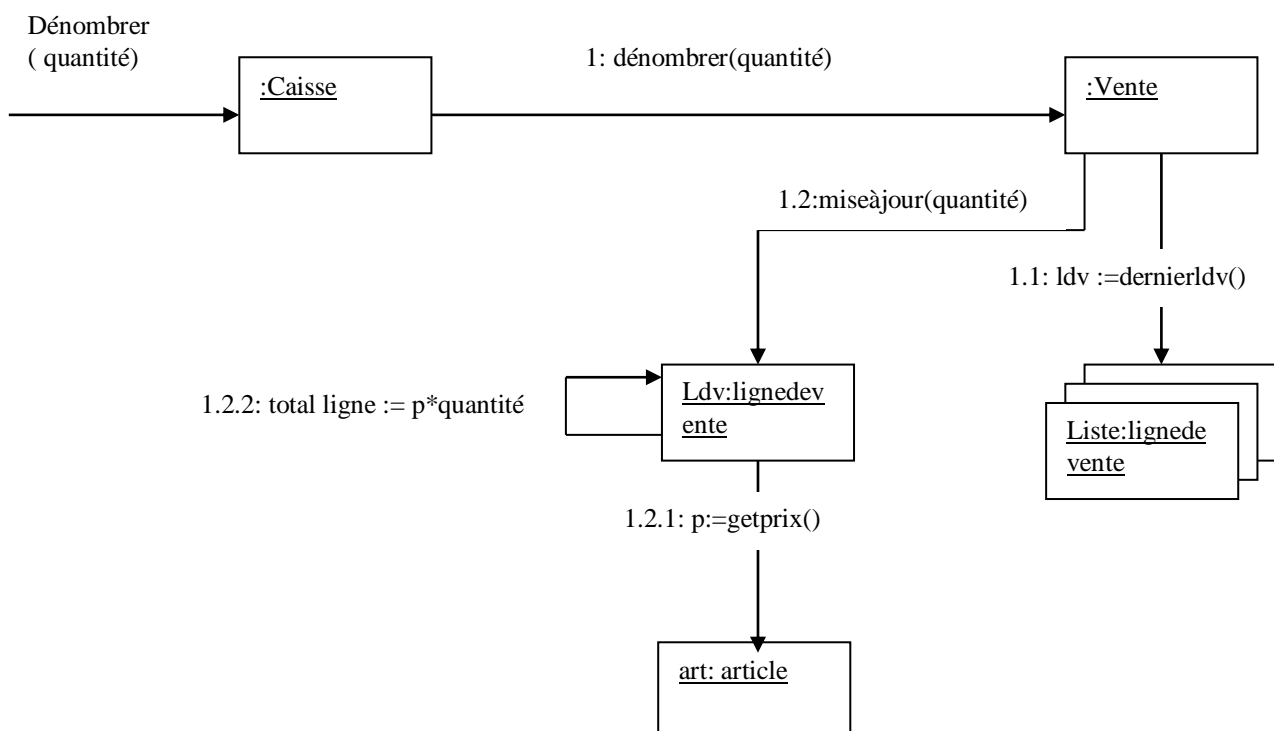 Dénombrer
( quantité)
:Caisse
1: dénombrer(quantité)
:Vente
1.2:miseàjour(quantité)
1.1: ldv :=dernierldv()
1.2.2: total ligne := p*quantité
Ldv:lignedev
ente
Liste:lignede
vente
1.2.1: p:=getprix()
art: article